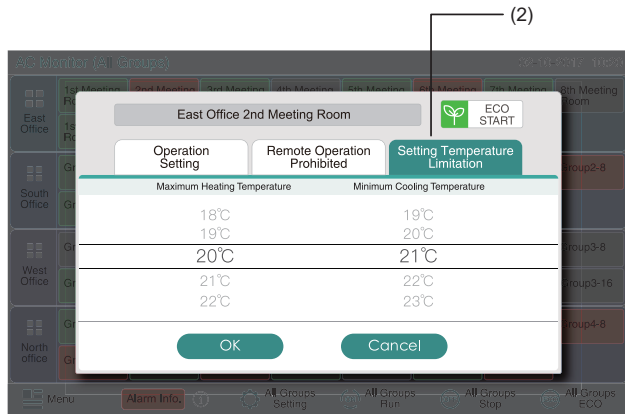 (2)
AC Monitor (All Groups)
1st Meeting
2nd Meeting
3rd Meeting
4th Meeting
5th Meeting
6th Meeting
7th Meeting
8th Meeting
Room
East
Office
East Office 2nd Meeting Room
ECO
START
Operation
Setting
Remote Operation
Prohibited
Setting Temperature
Limitation
Maximum Heating Temperature
Minimum Cooling Temperature
18°C
19°C
19°C
20°C
20°C
21°C
21°C
22°C
22°C
23°C
OK
Cancel
South
Office
Group2-8
West
Office
Group3-8
Group3-16
North
office
Group4-8
Menu
Alarm Info.
All Groups
Setting
All Groups
Run
All Groups
Stop
All Groups
ECO